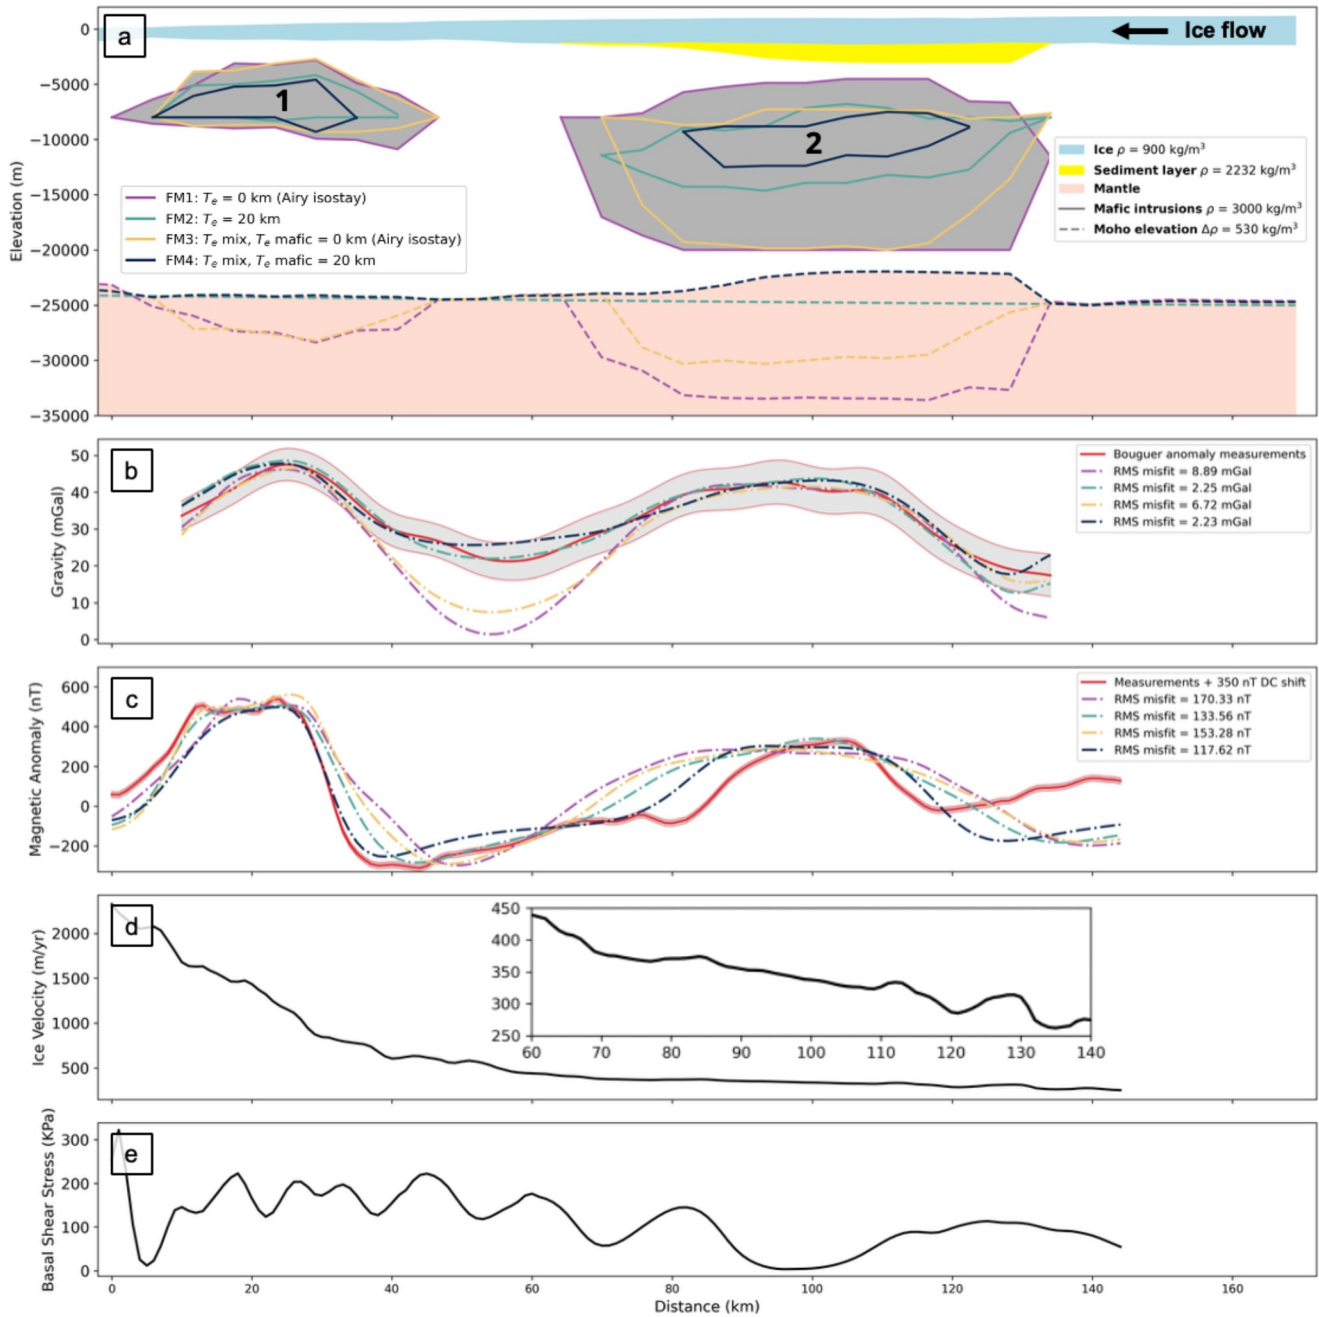 a
Ice flow
1
2
Elevation (m)
0
−5000
−10000
−15000
−20000
−25000
−30000
−35000
FM1: Tₑ = 0 km (Airy isostay)
FM2: Tₑ = 20 km
FM3: Tₑ mix, Tₑ mafic = 0 km (Airy isostay)
FM4: Tₑ mix, Tₑ mafic = 20 km
Ice ρ = 900 kg/m³
Sediment layer ρ = 2232 kg/m³
Mantle
Mafic intrusions ρ = 3000 kg/m³
Moho elevation Δρ = 530 kg/m³
b
Gravity (mGal)
50
40
30
20
10
0
Bouguer anomaly measurements
RMS misfit = 8.89 mGal
RMS misfit = 2.25 mGal
RMS misfit = 6.72 mGal
RMS misfit = 2.23 mGal
c
Magnetic Anomaly (nT)
600
400
200
0
−200
Measurements + 350 nT DC shift
RMS misfit = 170.33 nT
RMS misfit = 133.56 nT
RMS misfit = 153.28 nT
RMS misfit = 117.62 nT
d
Ice Velocity (m/yr)
2000
1500
1000
500
450
400
350
300
250
60 70 80 90 100 110 120 130 140
e
Basal Shear Stress (KPa)
300
200
100
0
0 20 40 60 80 100 120 140 160
Distance (km)